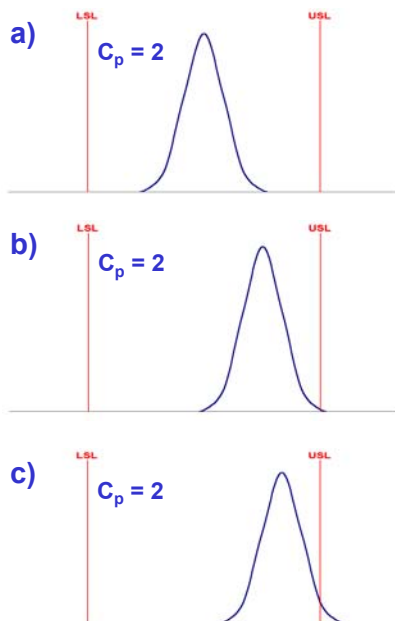 LSL USL
a)
Cp = 2
LSL USL
b)
Cp = 2
LSL USL
c)
Cp = 2